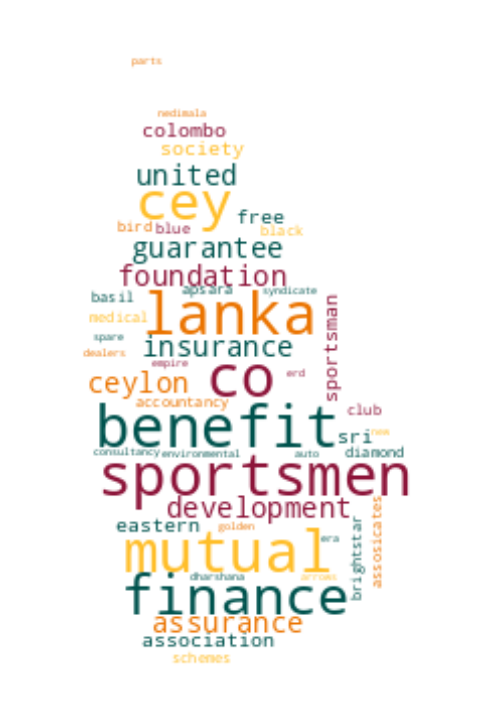 parts
nedimala
colombo
society
united
cey
free
bird blue black
guarantee
foundation
apsara syndicate
basil
lanka
sportsman
medical
spare
insurance
dealers
empire
co
erd
ceylon
accountancy
club
benefit
sri new
consultancy environmental auto diamond
sportsmen
development
assosicates
eastern golden
brightstar
era
mutual
dharshana arrows
finance
assurance
association
schemes